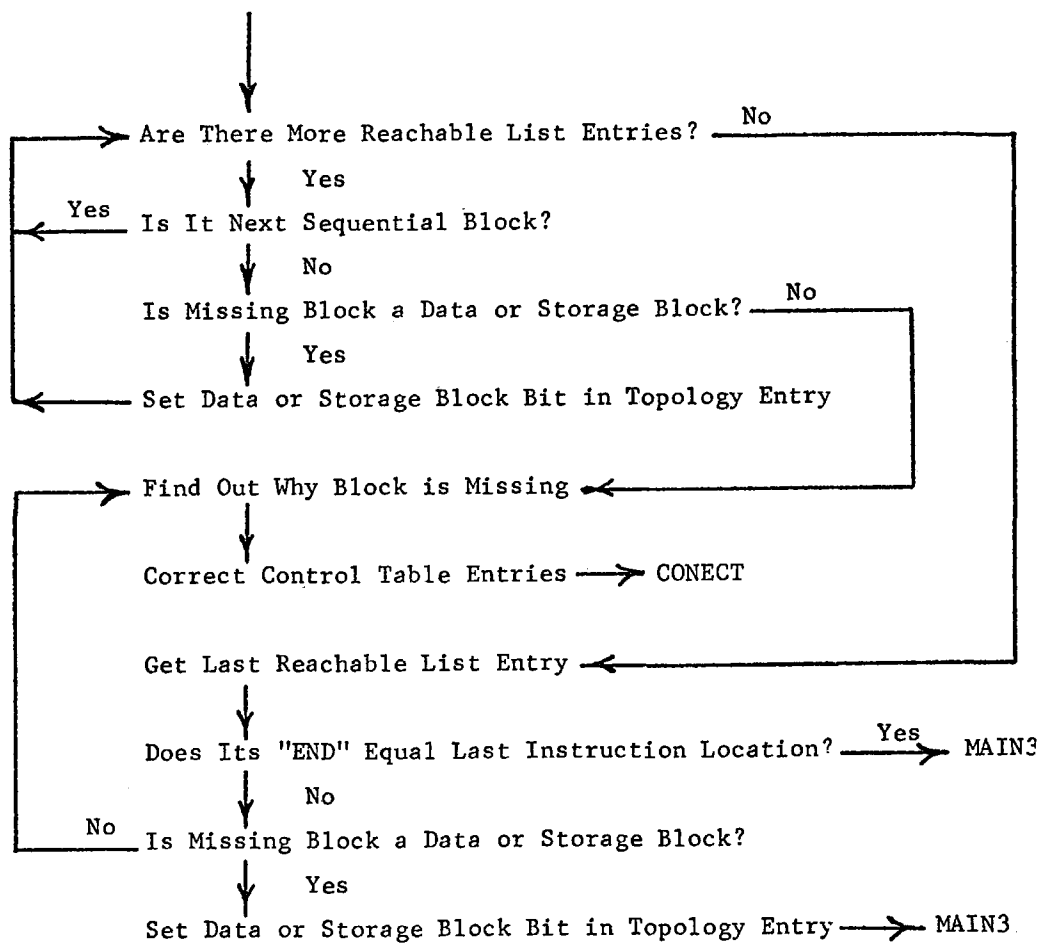 No
Are There More Reachable List Entries?
Yes
Yes
Is It Next Sequential Block?
No
Is Missing Block a Data or Storage Block?
No
Yes
Set Data or Storage Block Bit in Topology Entry
Find Out Why Block is Missing
Correct Control Table Entries
CONECT
Get Last Reachable List Entry
Does Its "END" Equal Last Instruction Location?
Yes
MAIN3
No
No
Is Missing Block a Data or Storage Block?
Yes
Set Data or Storage Block Bit in Topology Entry
MAIN3